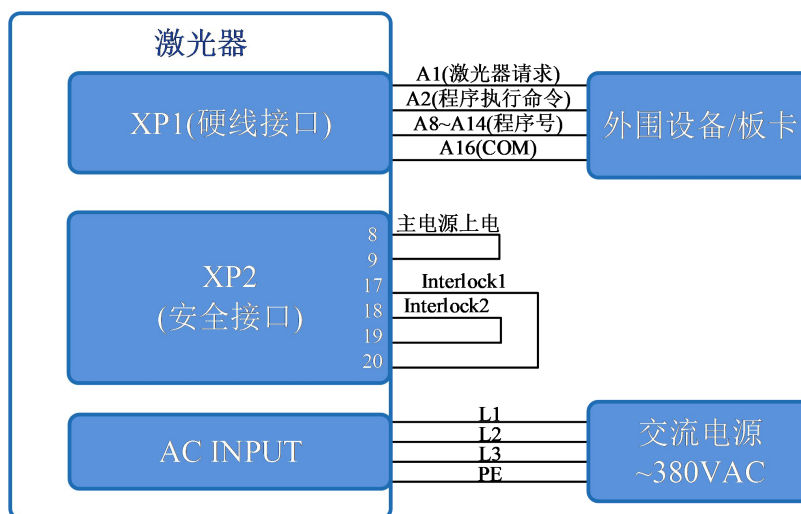 激光器
XP1(硬线接口)
A1(激光器请求)
A2(程序执行命令)
A8~A14(程序号)
A16(COM)
外围设备/板卡
XP2
(安全接口)
8
9
17
18
19
20
主电源上电
Interlock1
Interlock2
AC INPUT
L1
L2
L3
PE
交流电源
~380VAC